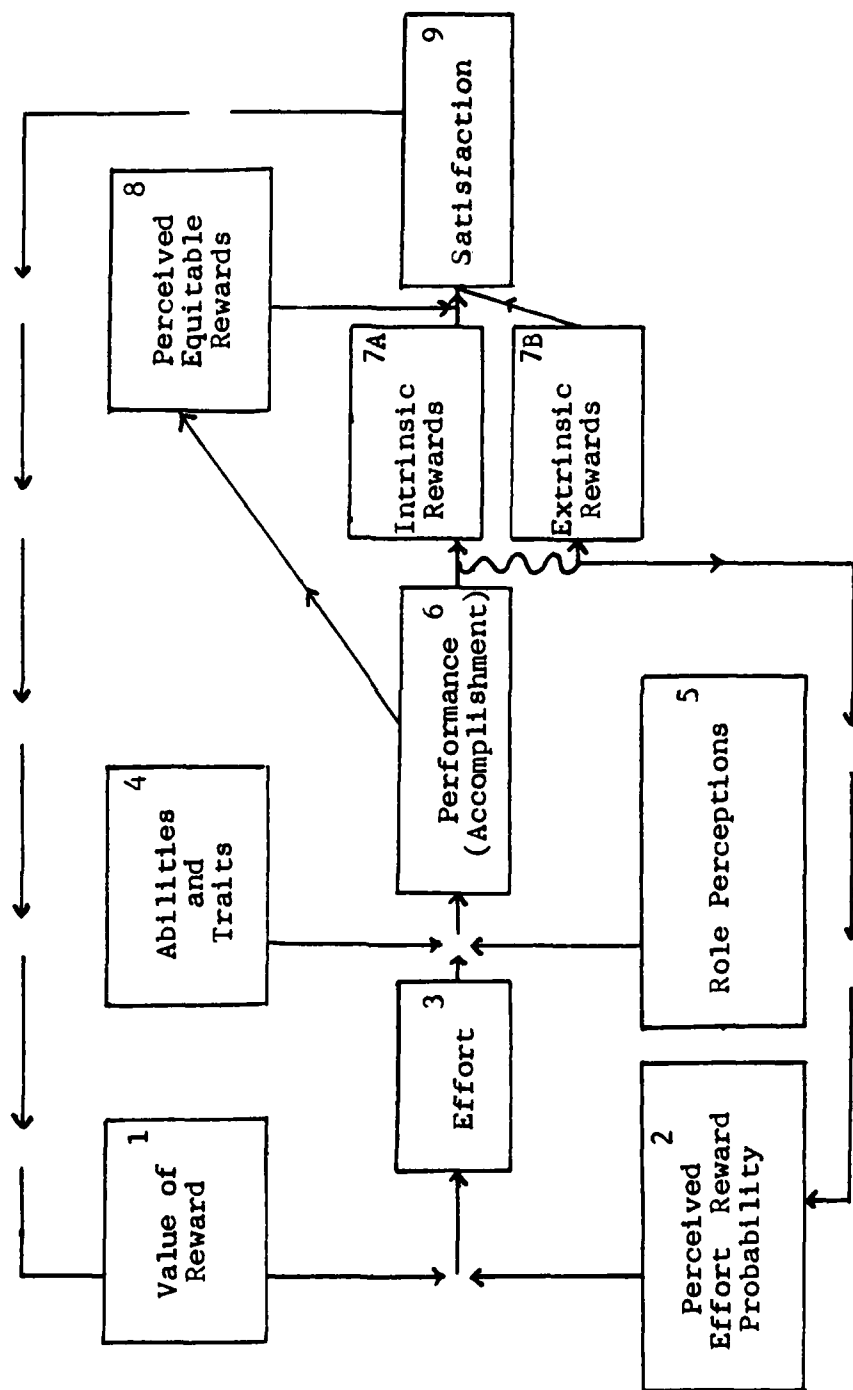 1
Value of
Reward
2
Perceived
Effort Reward
Probability
3
Effort
4
Abilities
and
Traits
5
Role Perceptions
6
Performance
(Accomplishment)
7A
Intrinsic
Rewards
7B
Extrinsic
Rewards
8
Perceived
Equitable
Rewards
9
Satisfaction